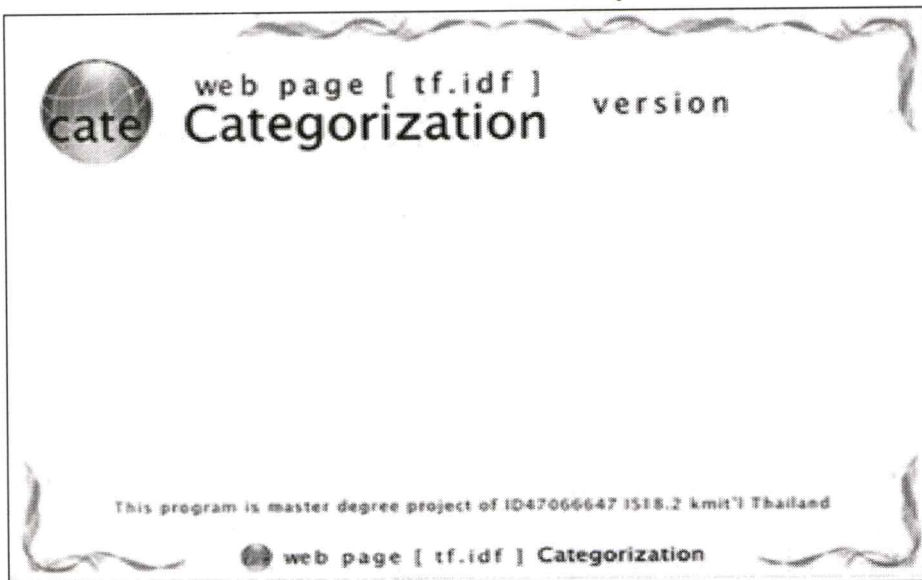 cate
web page [ tf.idf ]
Categorization
version
This program is master degree project of ID47066647 IS18.2 kmit'l Thailand
web page [ tf.idf ] Categorization